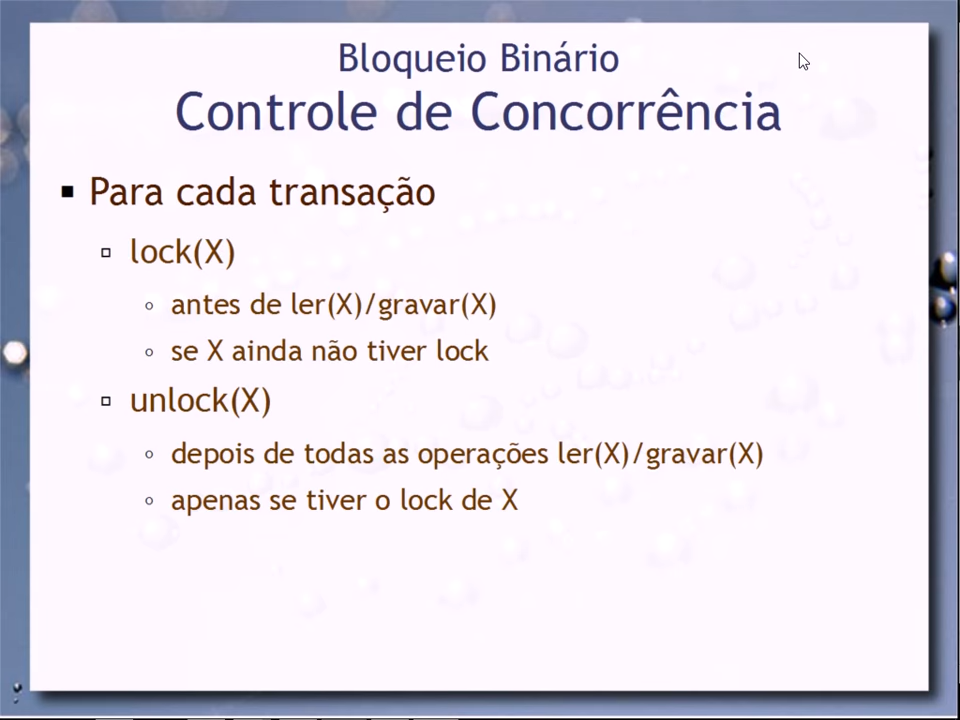 Bloqueio Binário
Controle de Concorrência
Para cada transação
lock(X)
antes de ler(X)/gravar(X)
se X ainda não tiver lock
unlock(X)
depois de todas as operações ler(X)/gravar(X)
apenas se tiver o lock de X